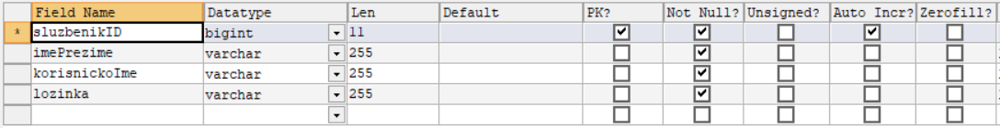 Field Name Datatype Len Default PK? Not Null? Unsigned? Auto Incr? Zerofill?
* sluzbenikID bigint 11
imePrezime varchar 255
korisnickoIme varchar 255
lozinka varchar 255